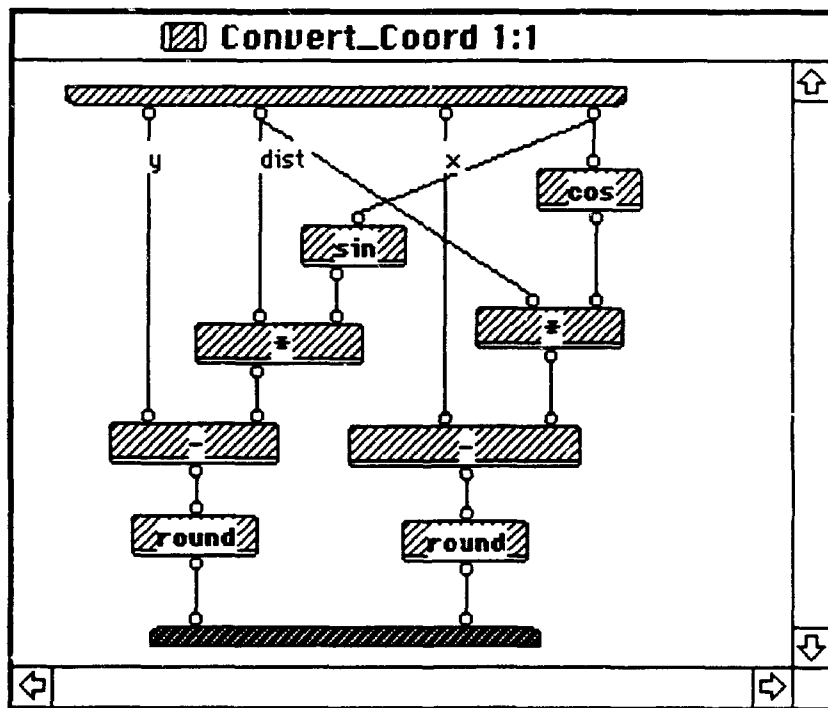 Convert_Coord 1:1
y dist x
cos
sin
*
*
-
-
round
round